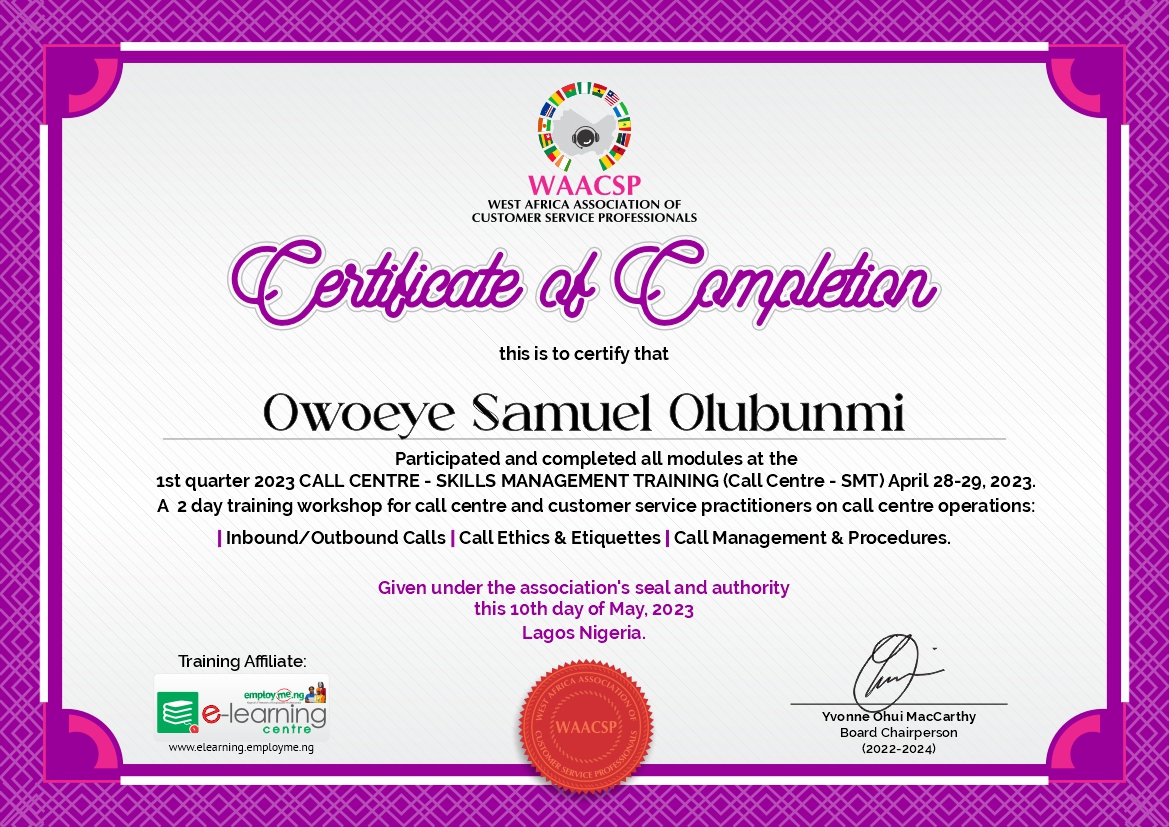 WAACSP
WEST AFRICA ASSOCIATION OF
CUSTOMER SERVICE PROFESSIONALS
Certificate of Completion
this is to certify that
Owoeye Samuel Olubunmi
Participated and completed all modules at the
1st quarter 2023 CALL CENTRE - SKILLS MANAGEMENT TRAINING (Call Centre - SMT) April 28-29, 2023.
A 2 day training workshop for call centre and customer service practitioners on call centre operations:
| Inbound/Outbound Calls | Call Ethics & Etiquettes | Call Management & Procedures.
Given under the association's seal and authority
this 10th day of May, 2023
Lagos Nigeria.
Training Affiliate:
employ.me.ng
e-learning
centre
www.elearning.employme.ng
WEST AFRICA ASSOCIATION OF
WAACSP
CUSTOMER SERVICE PROFESSIONALS
Yvonne Ohui MacCarthy
Board Chairperson
(2022-2024)